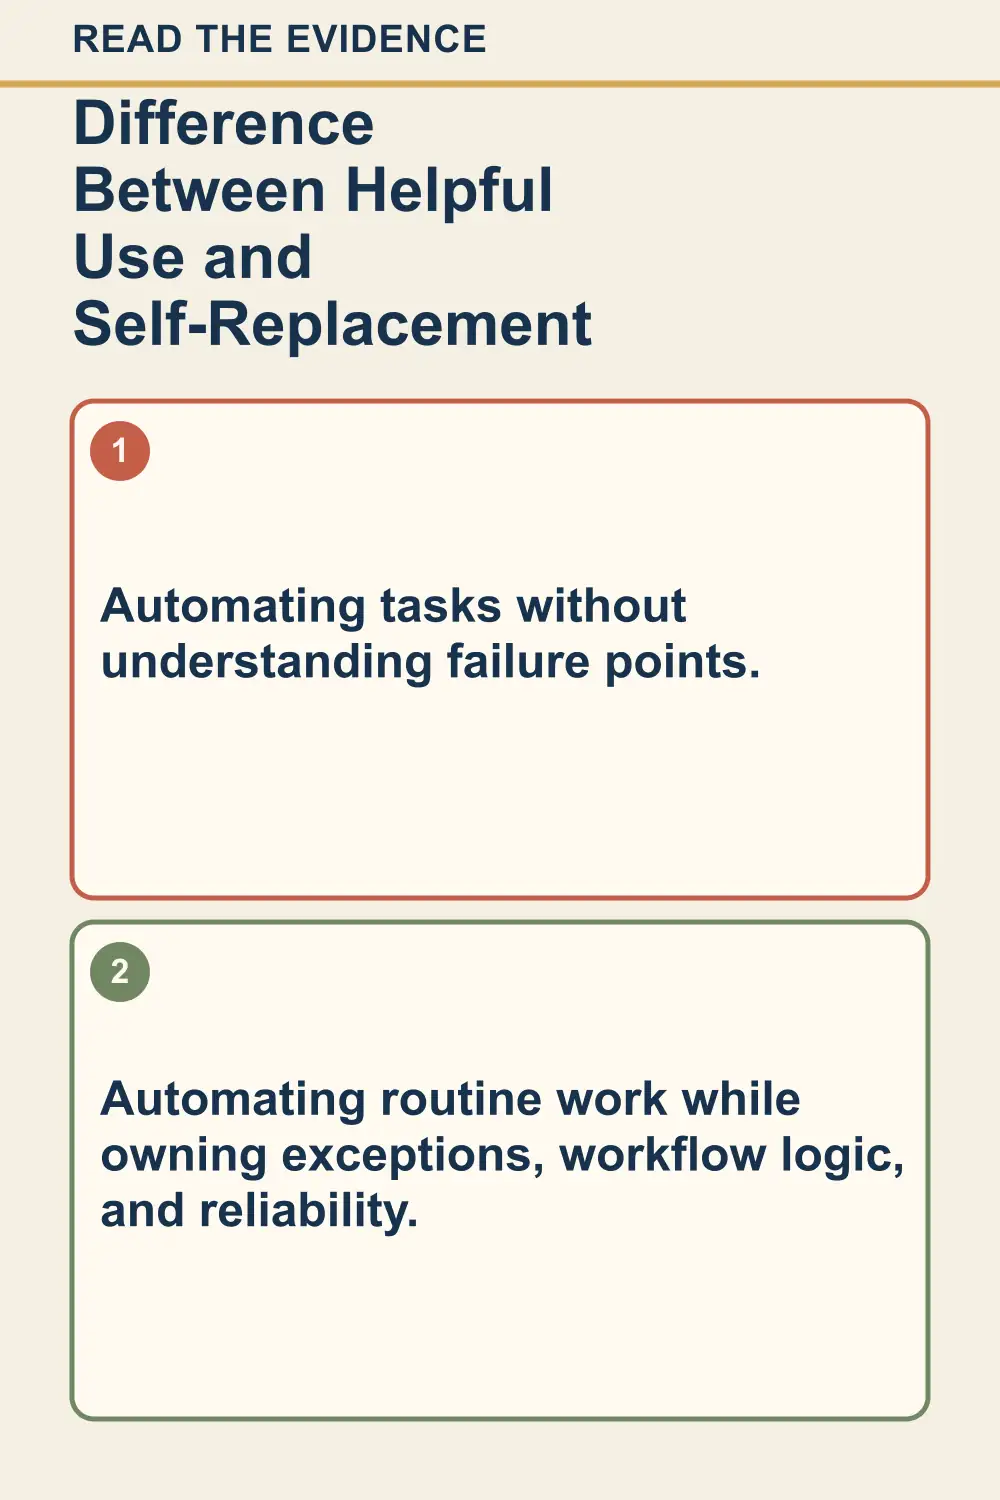 READ THE EVIDENCE
Difference
Between Helpful
Use and
Self-Replacement
1
Automating tasks without
understanding failure points.
2
Automating routine work while
owning exceptions, workflow logic,
and reliability.